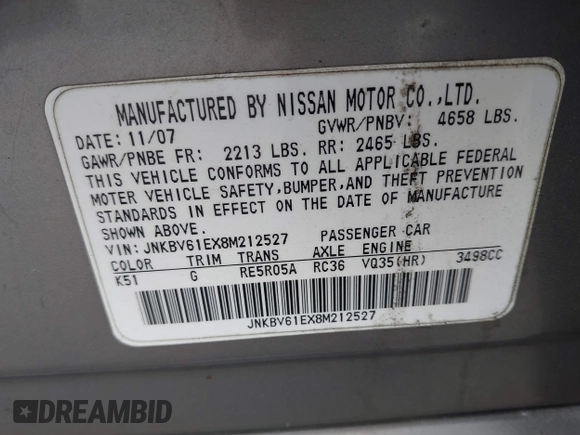 MANUFACTURED BY NISSAN MOTOR CO.,LTD.
DATE: 11/07 GVWR/PNBV: 4658 LBS.
GAWR/PNBE FR: 2213 LBS. RR: 2465 LBS.
THIS VEHICLE CONFORMS TO ALL APPLICABLE FEDERAL
MOTOR VEHICLE SAFETY,BUMPER,AND THEFT PREVENTION
STANDARDS IN EFFECT ON THE DATE OF MANUFACTURE
SHOWN ABOVE.
VIN: JNKBV61EX8M212527 PASSENGER CAR
COLOR TRIM TRANS AXLE ENGINE
K51 G RE5R05A RC36 VQ35(HR) 3498CC
JNKBV61EX8M212527
DREAMBID